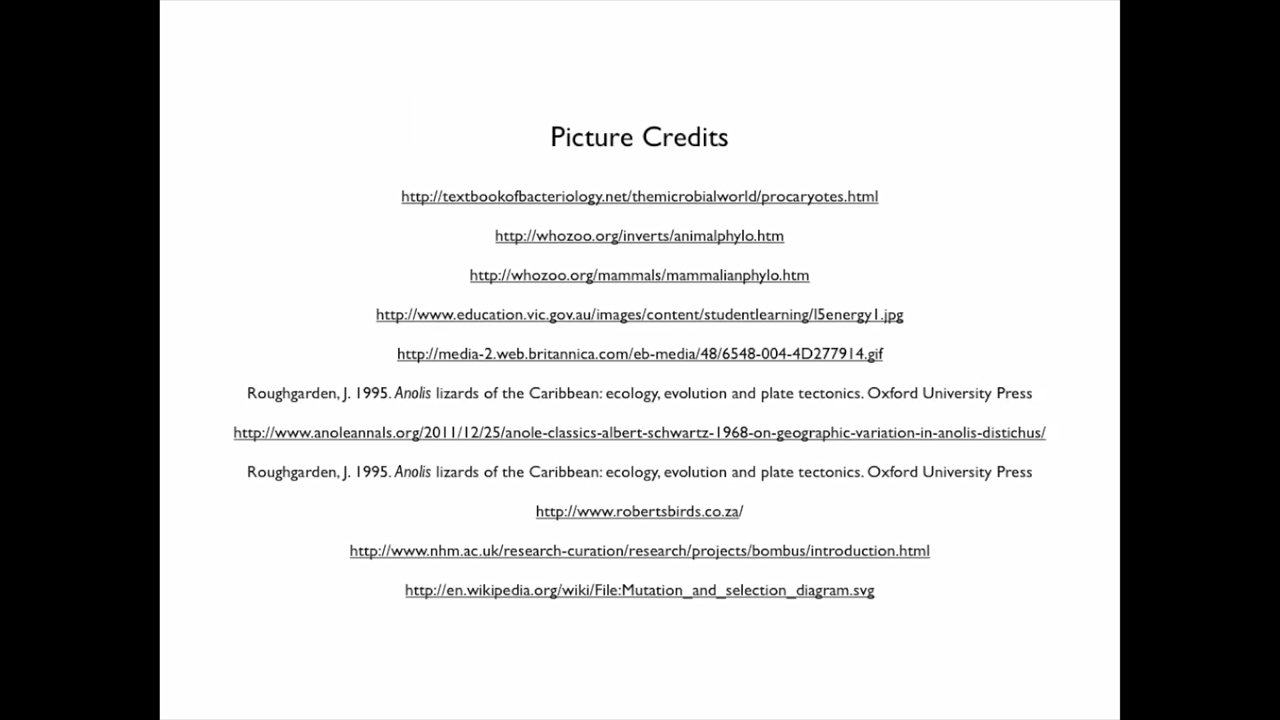 Picture Credits
http://textbookofbacteriology.net/themicrobialworld/procaryotes.html
http://whozoo.org/inverts/animalphylo.htm
http://whozoo.org/mammals/mammalianphylo.htm
http://www.education.vic.gov.au/images/content/studentlearning/l5energy1.jpg
http://media-2.web.britannica.com/eb-media/48/6548-004-4D277914.gif
Roughgarden, J. 1995. Anolis lizards of the Caribbean: ecology, evolution and plate tectonics. Oxford University Press
http://www.anoleannals.org/2011/12/25/anole-classics-albert-schwartz-1968-on-geographic-variation-in-anolis-distichus/
Roughgarden, J. 1995. Anolis lizards of the Caribbean: ecology, evolution and plate tectonics. Oxford University Press
http://www.robertsbirds.co.za/
http://www.nhm.ac.uk/research-curation/research/projects/bombus/introduction.html
http://en.wikipedia.org/wiki/File:Mutation_and_selection_diagram.svg